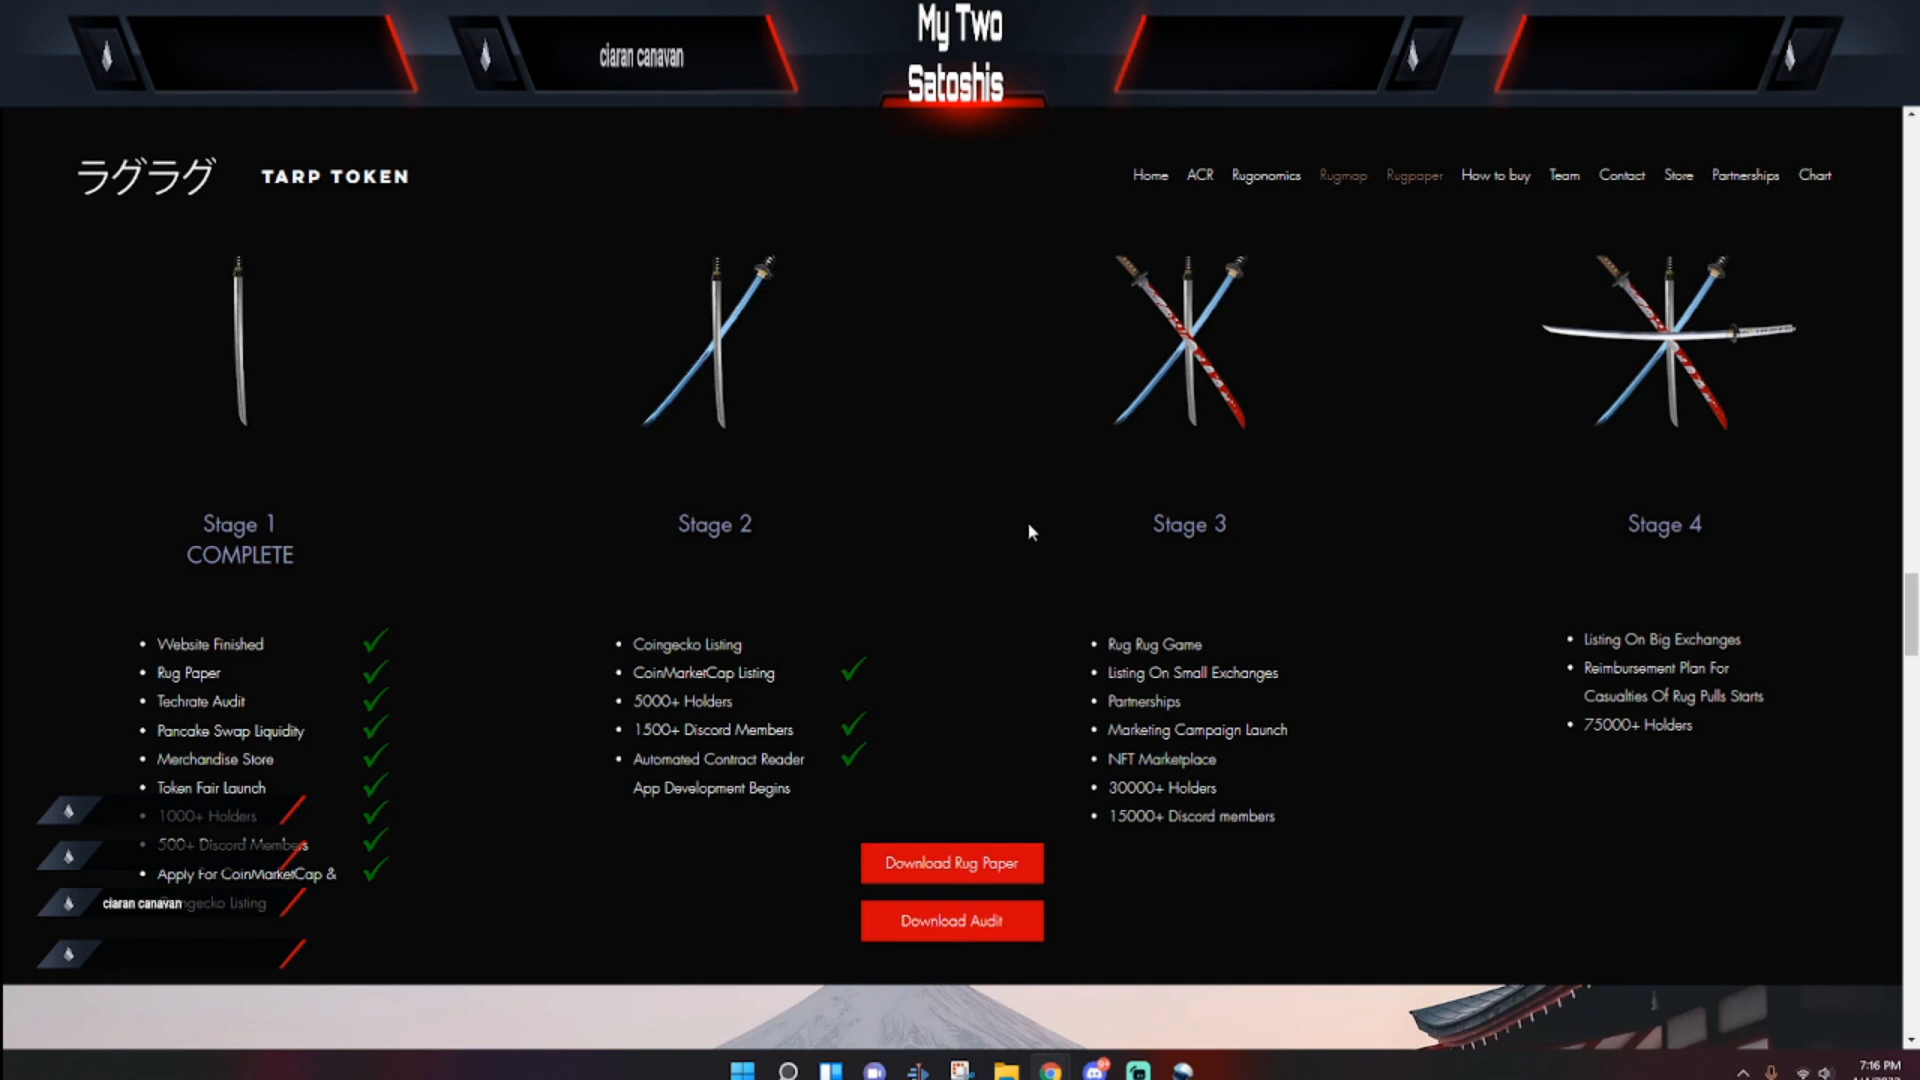 My Two
ciaran canavan
Satoshis
ラグラグ TARP TOKEN
Home ACR Rugonomics Rugmap Rugpaper How to buy Team Contact Store Partnerships Chart
Stage 1
COMPLETE
Website Finished
Rug Paper
Techrate Audit
Pancake Swap Liquidity
Merchandise Store
Token Fair Launch
1000+ Holders
500+ Discord Members
Apply For CoinMarketCap &
ciaran canavan
ngecko Listing
Stage 2
Coingecko Listing
CoinMarketCap Listing
5000+ Holders
1500+ Discord Members
Automated Contract Reader
App Development Begins
Stage 3
Rug Rug Game
Listing On Small Exchanges
Partnerships
Marketing Campaign Launch
NFT Marketplace
30000+ Holders
15000+ Discord members
Stage 4
Listing On Big Exchanges
Reimbursement Plan For
Casualties Of Rug Pulls Starts
75000+ Holders
Download Rug Paper
Download Audit
7:16 PM